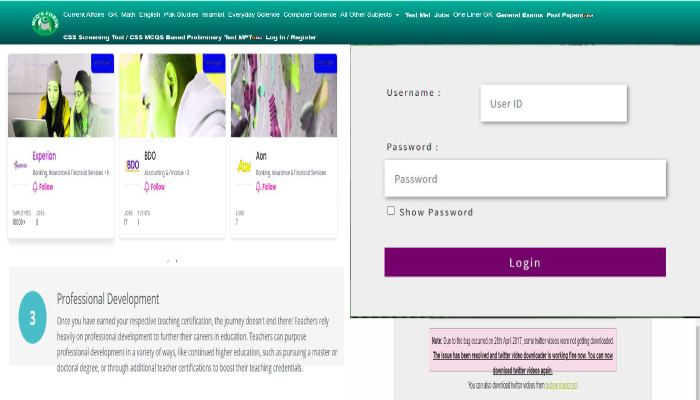 Current Affairs GK Math English Pak Studies Islamiat Everyday Science Computer Science All Other Subjects Test Me! Jobs One Liner GK General Exams Past Papers
CSS Screening Test / CSS MCQS Based Preliminary Test MPT Log In / Register
Experian
Banking, Insurance & Financial Services +8
Follow
EMPLOYEES JOBS
10000+ 8
BDO
BDO
Accounting & Finance +3
Follow
JOBS EVENTS
17 1
Aon
Banking, Insurance & Financial Services
Follow
JOBS
7
Username :
User ID
Password :
Password
Show Password
Login
3
Professional Development
Once you have earned your respective teaching certification, the journey doesn't end there! Teachers rely
heavily on professional development to further their careers in education. Teachers can purpose
professional development in a variety of ways, like continued higher education, such as pursuing a master or
doctoral degree, or through additional teacher certifications to boost their teaching credentials.
Note: Due to the bug occurred on 26th April 2017, some twitter videos were not getting downloaded.
The issue has been resolved and twitter video downloader is working fine now. You can now
download twitter videos again.
You can also download twitter videos from